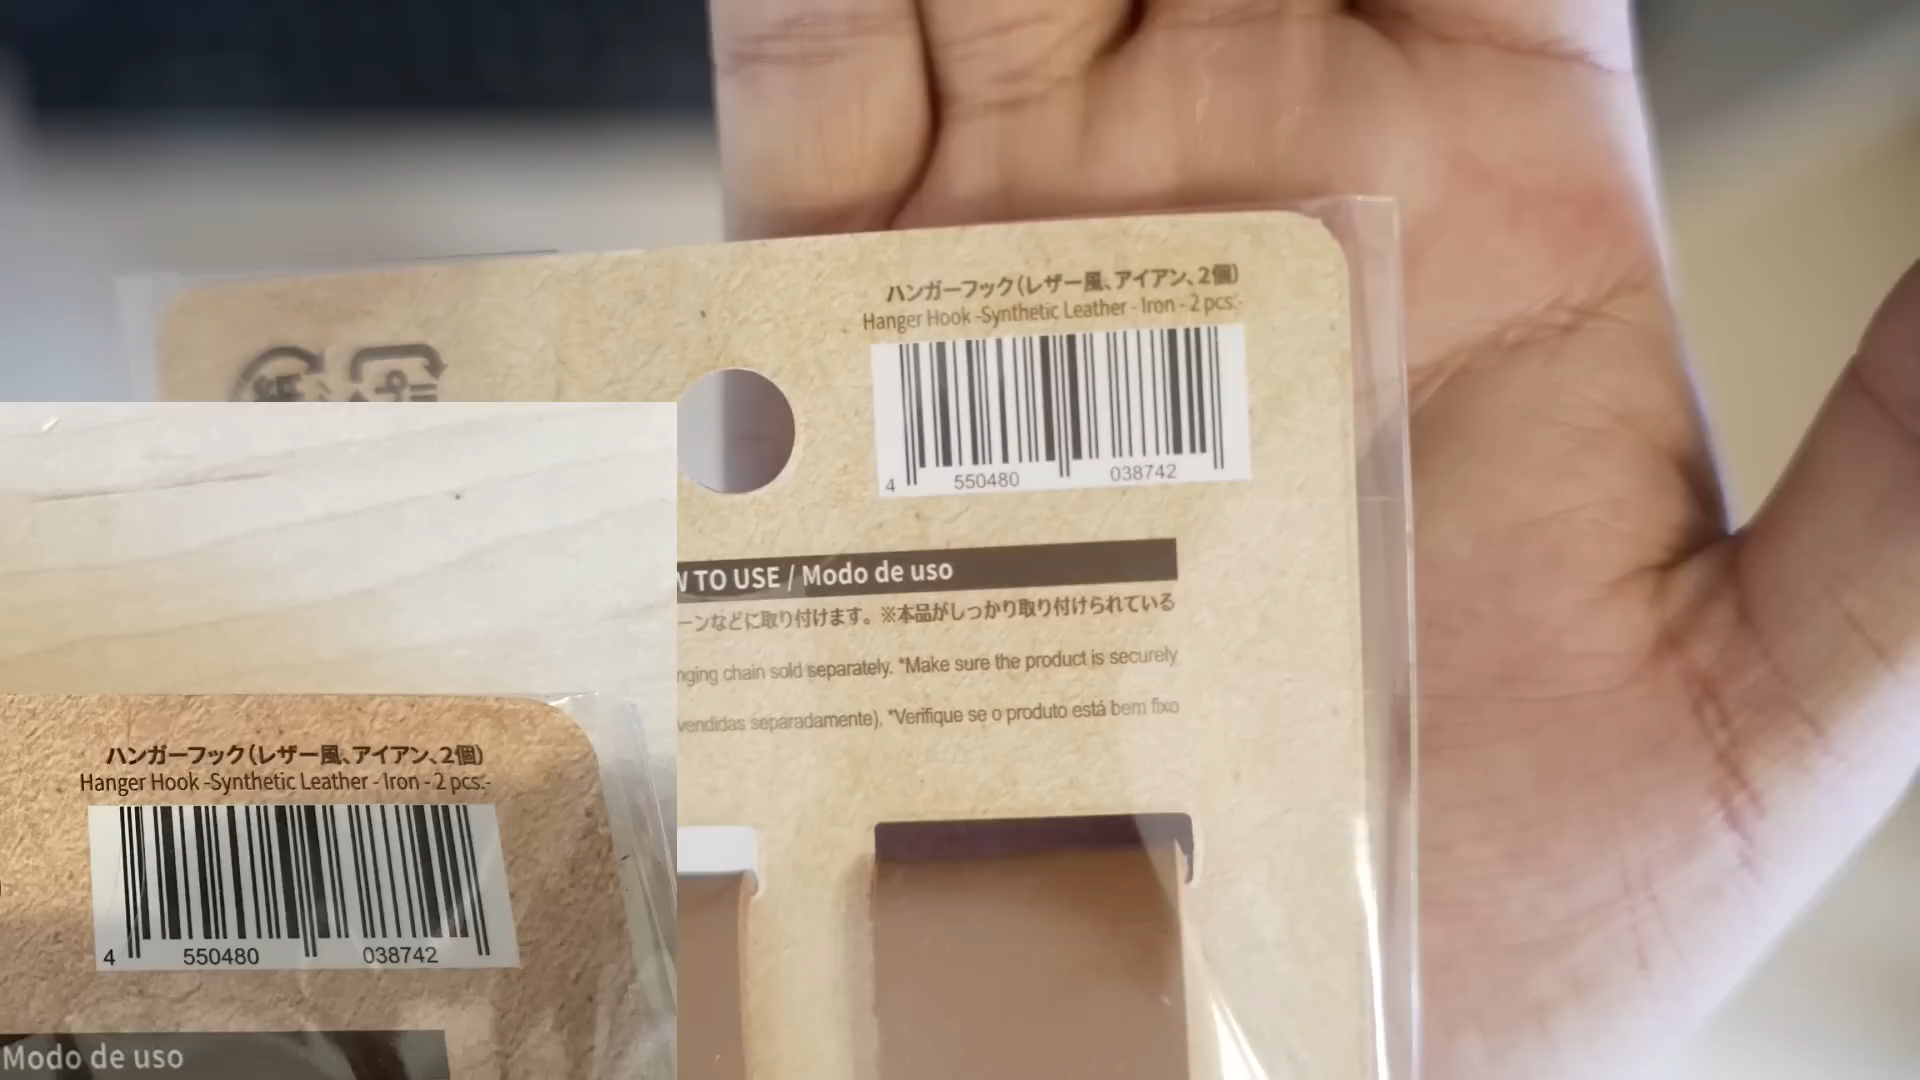 ハンガーフック（レザー風、アイアン、2個）
Hanger Hook -Synthetic Leather - Iron - 2 pcs.-
4 550480 038742
TO USE / Modo de uso
ーンなどに取り付けます。※本品がしっかり取り付けられている
nging chain sold separately. *Make sure the product is securely
vendidas separadamente). *Verifique se o produto está bem fixo
ハンガーフック（レザー風、アイアン、2個）
Hanger Hook -Synthetic Leather - Iron - 2 pcs.-
4 550480 038742
Modo de uso